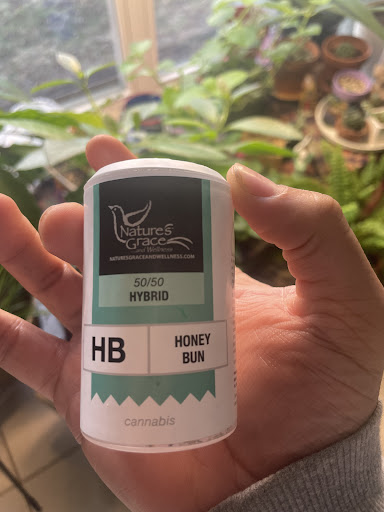 Nature's
Grace
and Wellness
NATURESGRACEANDWELLNESS.COM
50/50
HYBRID
HB
HONEY
BUN
cannabis